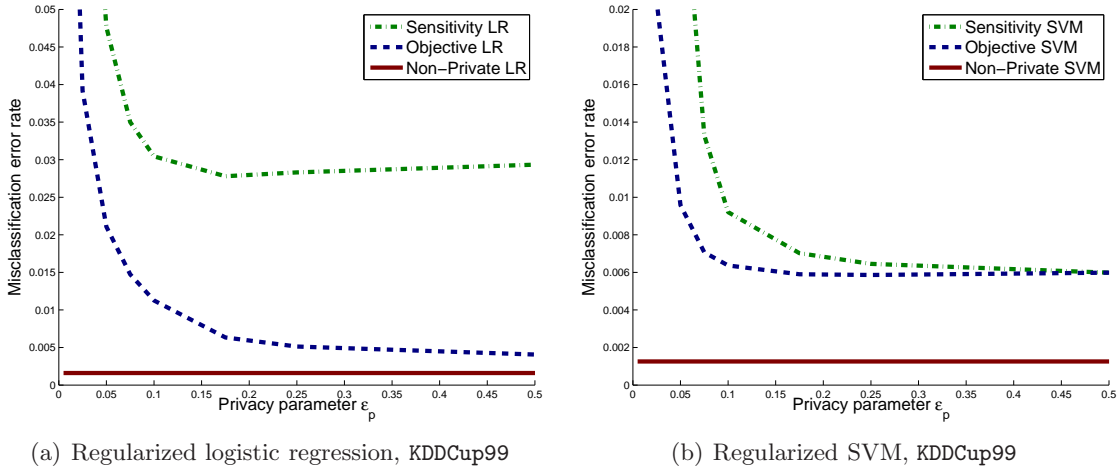 0.05
0.045
0.04
0.035
0.03
0.025
0.02
0.015
0.01
0.005
0
Misclassification error rate
Sensitivity LR
Objective LR
Non−Private LR
0 0.05 0.1 0.15 0.2 0.25 0.3 0.35 0.4 0.45 0.5
Privacy parameter ε_p
(a) Regularized logistic regression, KDDCup99
0.02
0.018
0.016
0.014
0.012
0.01
0.008
0.006
0.004
0.002
0
Misclassification error rate
Sensitivity SVM
Objective SVM
Non−Private SVM
0 0.05 0.1 0.15 0.2 0.25 0.3 0.35 0.4 0.45 0.5
Privacy parameter ε_p
(b) Regularized SVM, KDDCup99